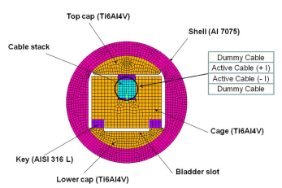 Top cap (Ti6Al4V)
Shell (Al 7075)
Cable stack
Dummy Cable
Active Cable (+ I)
Active Cable (- I)
Dummy Cable
Cage (Ti6Al4V)
Key (AISI 316 L)
Bladder slot
Lower cap (Ti6Al4V)